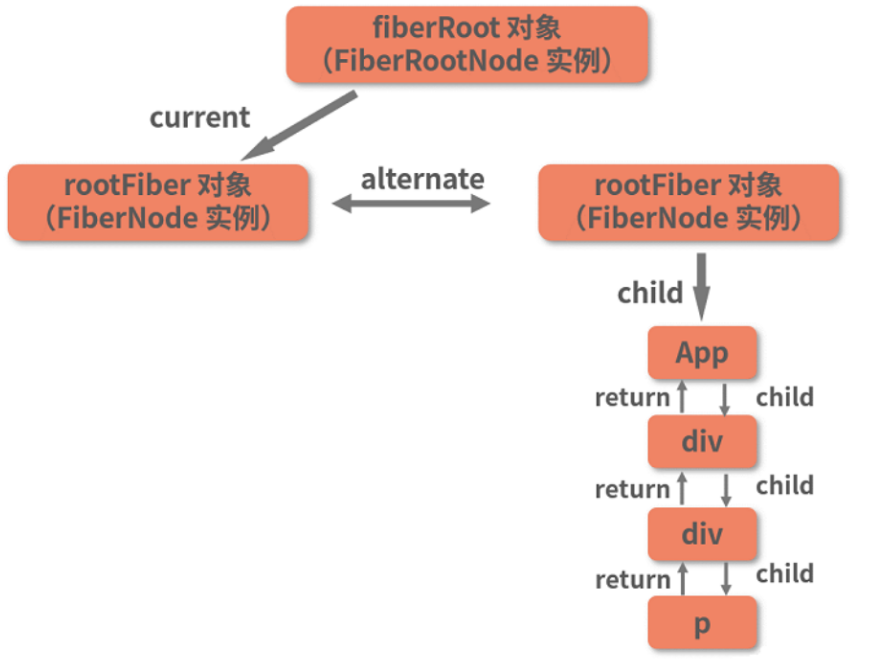 fiberRoot 对象
（FiberRootNode 实例）
current
rootFiber 对象
（FiberNode 实例）
alternate
rootFiber 对象
（FiberNode 实例）
child
App
return
child
div
return
child
div
return
child
p